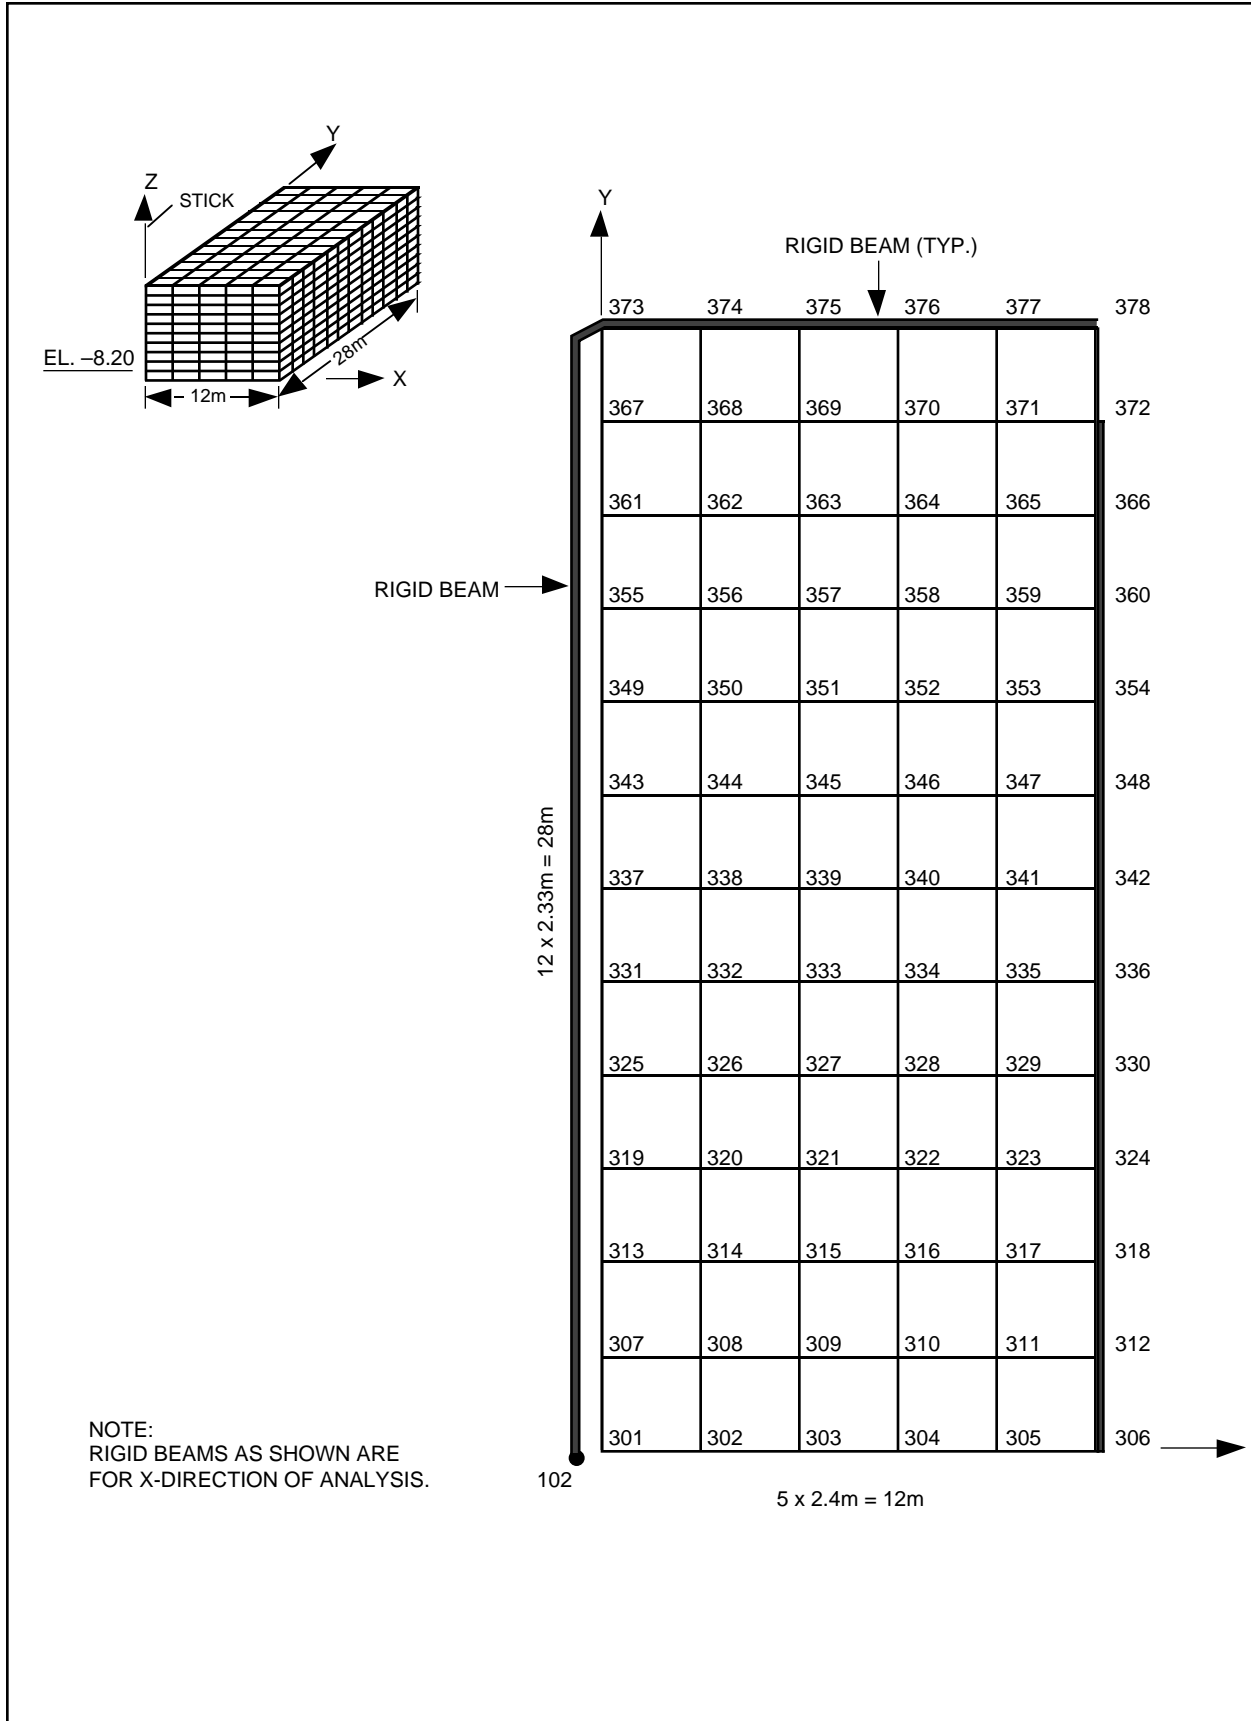 Y
Z
STICK
EL. –8.20
28m
X
12m
Y
RIGID BEAM (TYP.)
373 374 375 376 377 378
367 368 369 370 371 372
361 362 363 364 365 366
RIGID BEAM
355 356 357 358 359 360
349 350 351 352 353 354
343 344 345 346 347 348
12 x 2.33m = 28m
337 338 339 340 341 342
331 332 333 334 335 336
325 326 327 328 329 330
319 320 321 322 323 324
313 314 315 316 317 318
307 308 309 310 311 312
301 302 303 304 305 306
NOTE:
RIGID BEAMS AS SHOWN ARE
FOR X-DIRECTION OF ANALYSIS.
102
5 x 2.4m = 12m